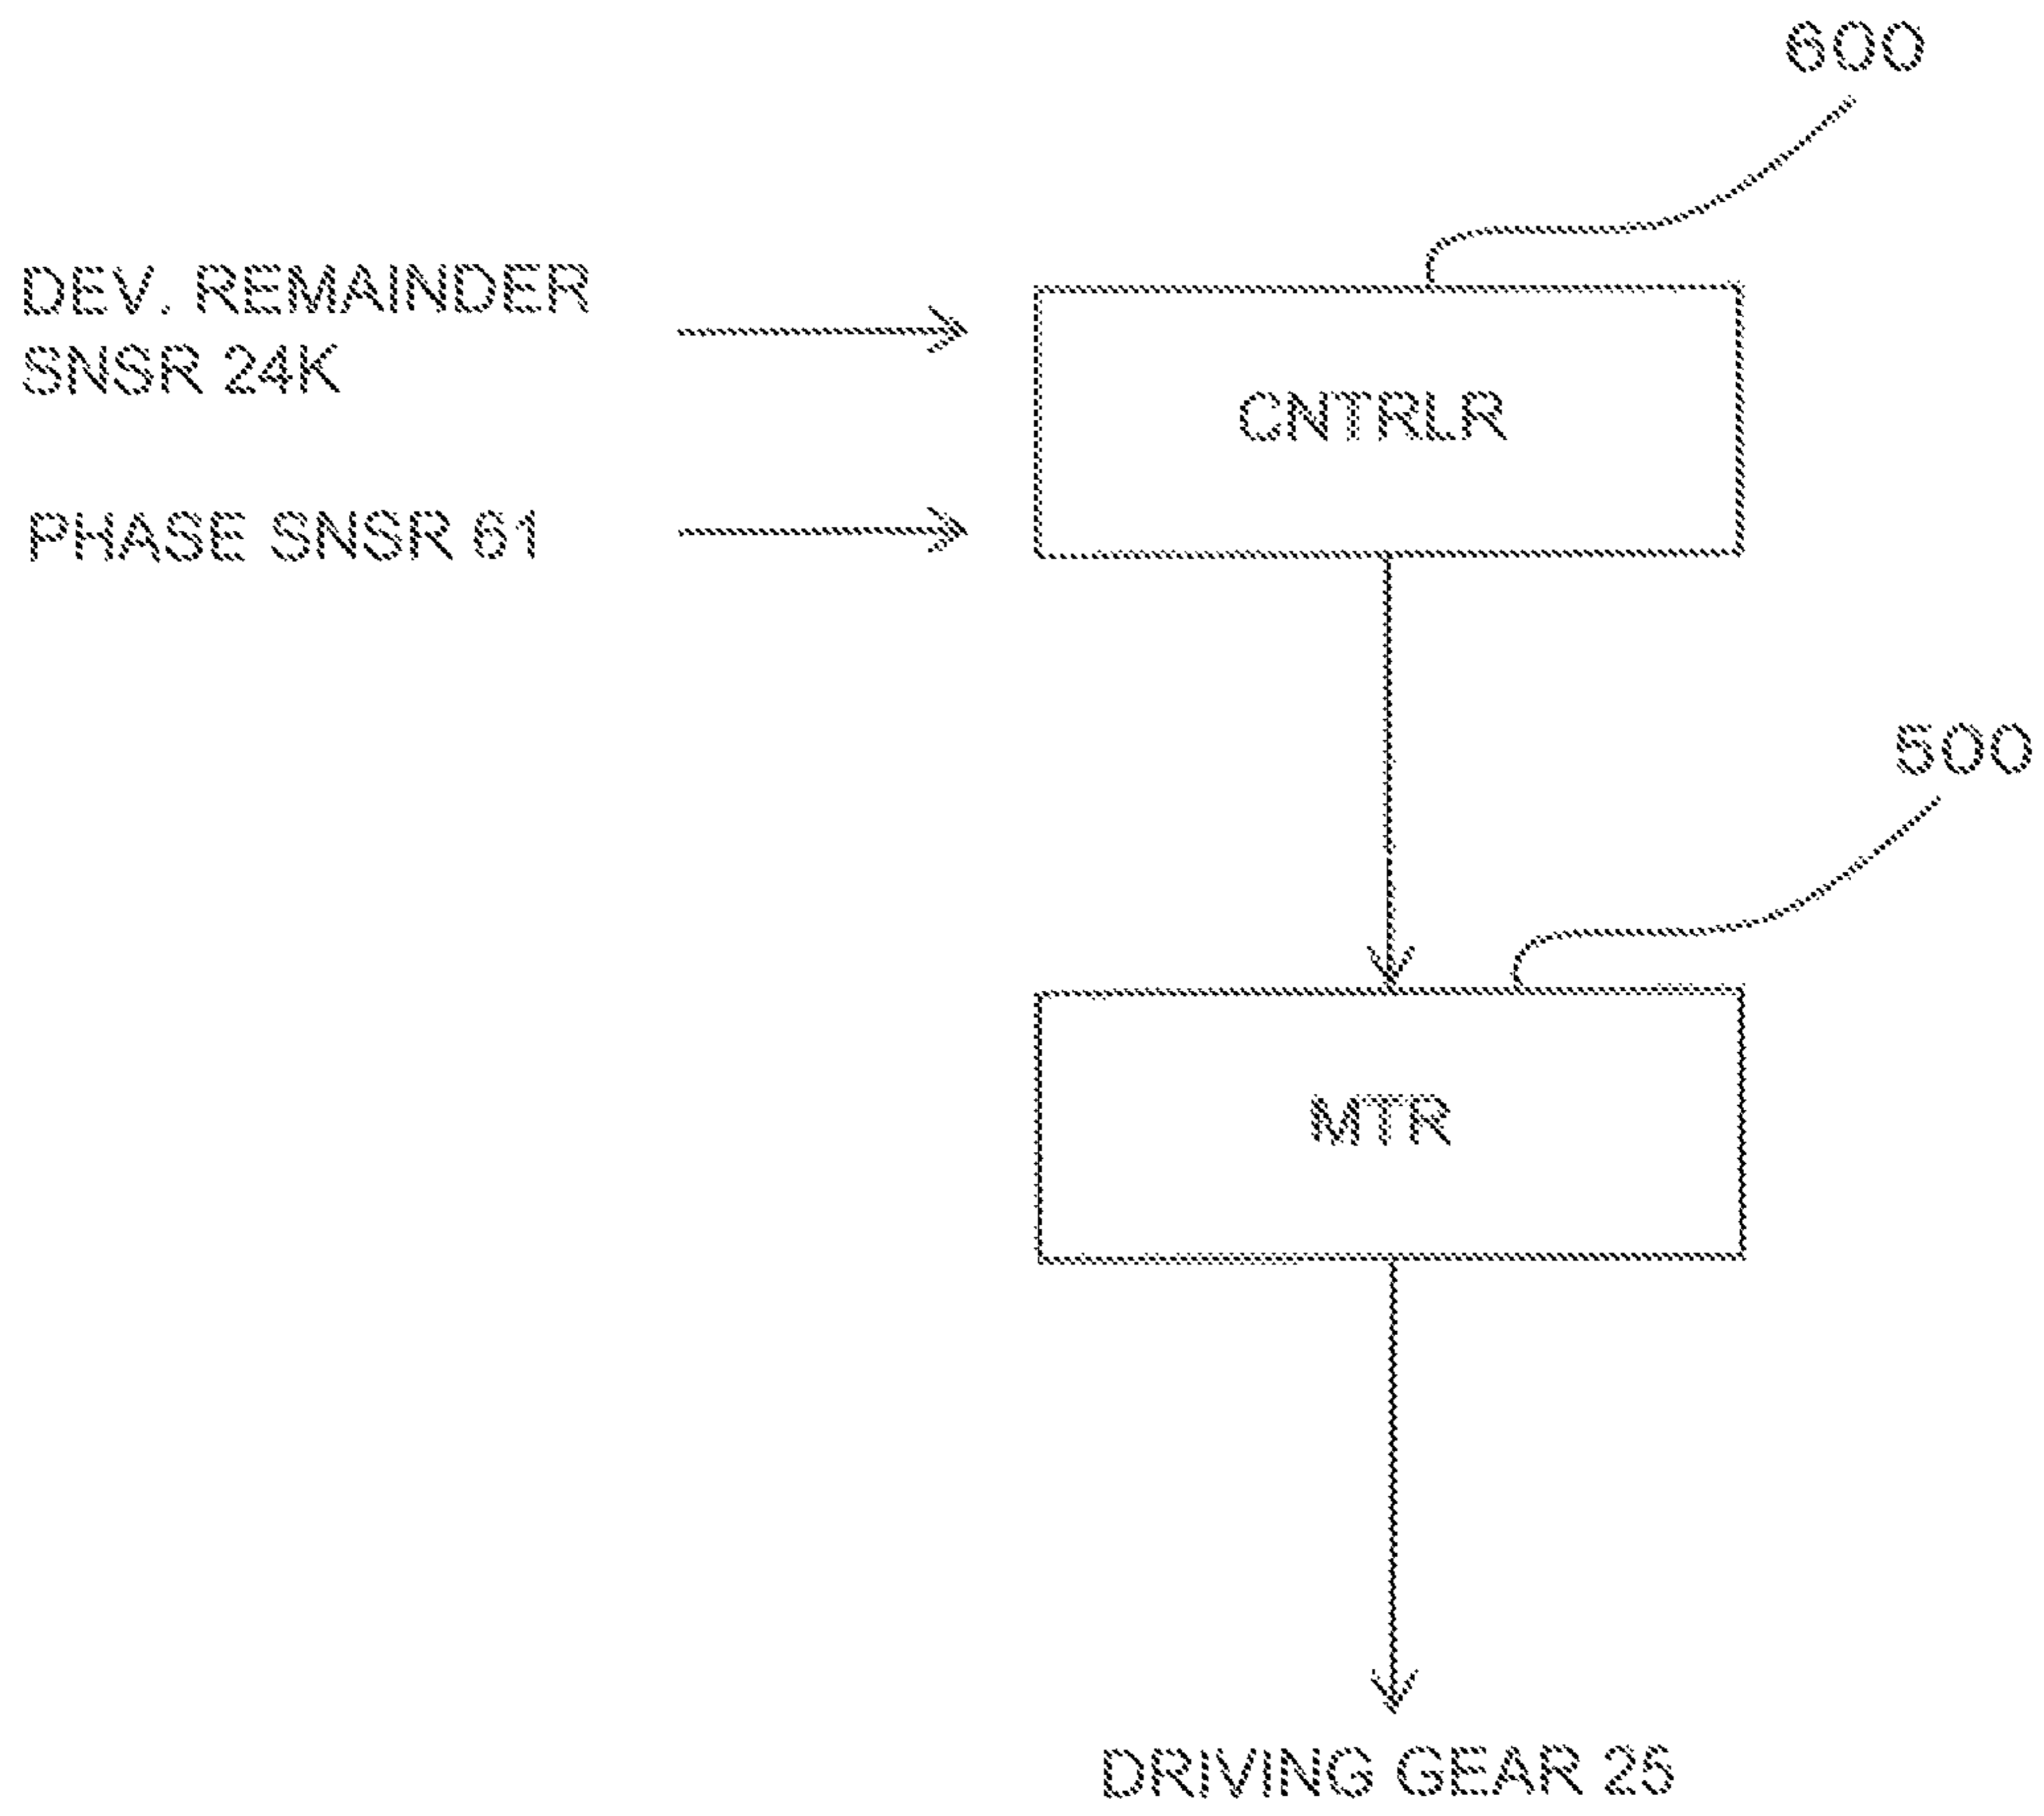 600
DEV. REMAINDER
SNSR 24K
CNTRLR
PHASE SNSR 61
500
MTR
DRIVING GEAR 25